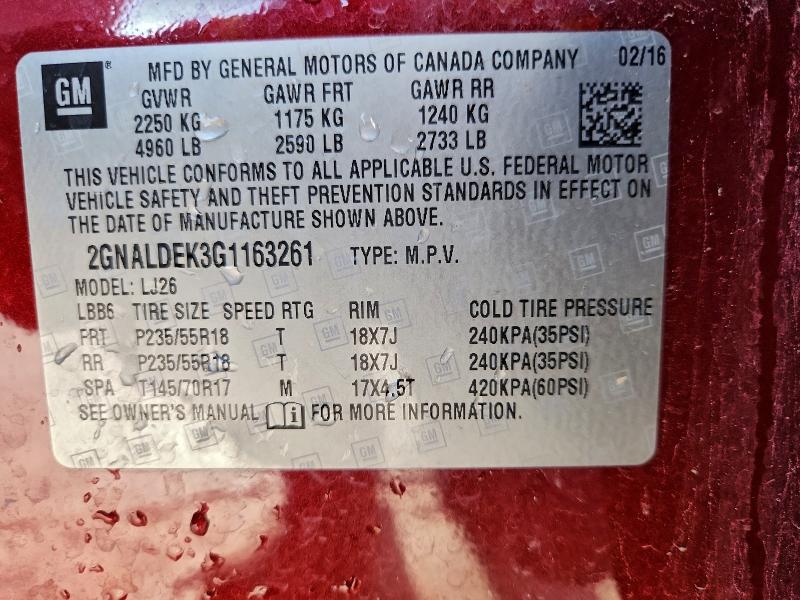 GM ® MFD BY GENERAL MOTORS OF CANADA COMPANY 02/16
GVWR GAWR FRT GAWR RR
2250 KG 1175 KG 1240 KG
4960 LB 2590 LB 2733 LB
THIS VEHICLE CONFORMS TO ALL APPLICABLE U.S. FEDERAL MOTOR
VEHICLE SAFETY AND THEFT PREVENTION STANDARDS IN EFFECT ON
THE DATE OF MANUFACTURE SHOWN ABOVE.
2GNALDEK3G1163261 TYPE: M.P.V.
MODEL: LJ26
LBB6 TIRE SIZE SPEED RTG RIM COLD TIRE PRESSURE
FRT P235/55R18 T 18X7J 240KPA(35PSI)
RR P235/55R18 T 18X7J 240KPA(35PSI)
SPA T145/70R17 M 17X4.5T 420KPA(60PSI)
SEE OWNER'S MANUAL i FOR MORE INFORMATION.